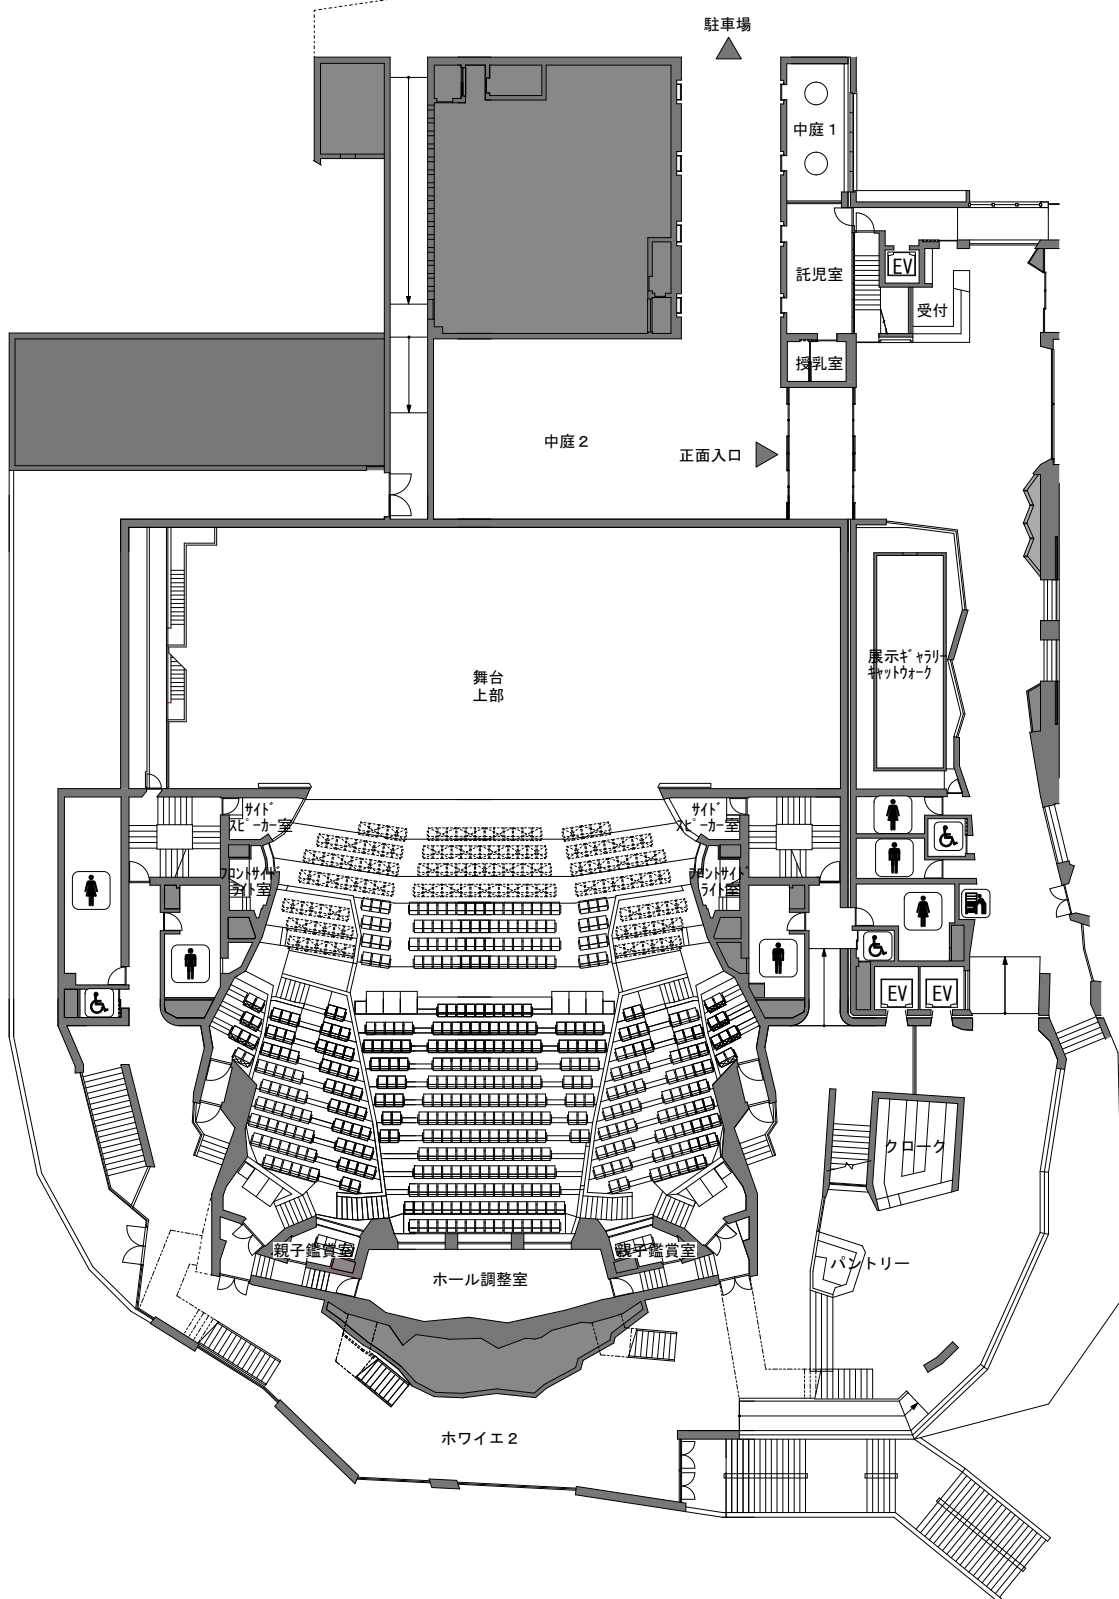 駐車場
中庭１
託児室
EV
受付
授乳室
中庭２
正面入口
展示ギャラリー
キャットウォーク
舞台
上部
サイド
スピーカー室
サイド
スピーカー室
フロントサイド
ライト室
フロントサイド
ライト室
EV
EV
クローク
親子鑑賞室
親子鑑賞室
ホール調整室
パントリー
ホワイエ２